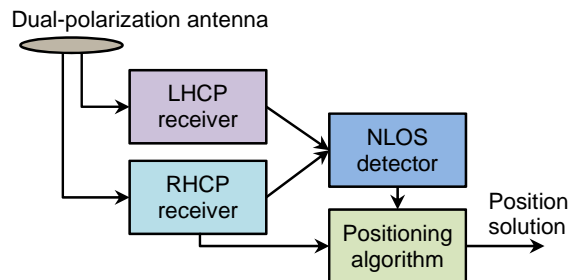 Dual-polarization antenna
LHCP
receiver
RHCP
receiver
NLOS
detector
Positioning
algorithm
Position
solution